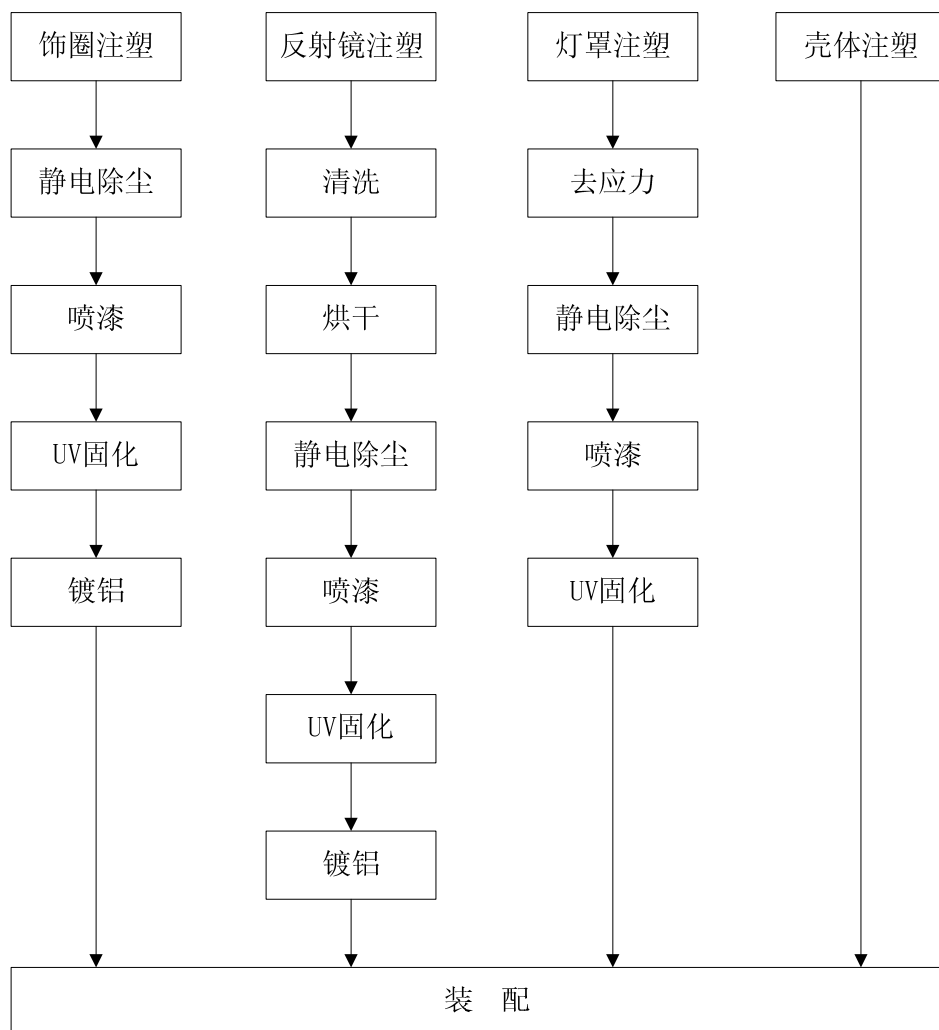 饰圈注塑
反射镜注塑
灯罩注塑
壳体注塑
静电除尘
清洗
去应力
喷漆
烘干
静电除尘
UV固化
静电除尘
喷漆
镀铝
喷漆
UV固化
UV固化
镀铝
装 配